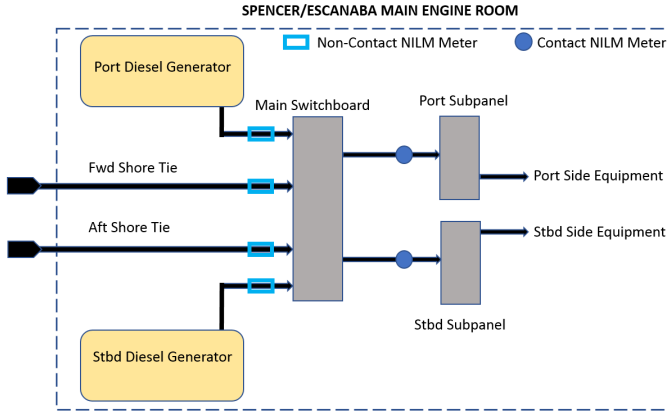 SPENCER/ESCANABA MAIN ENGINE ROOM
Non-Contact NILM Meter
Contact NILM Meter
Port Diesel Generator
Main Switchboard
Port Subpanel
Fwd Shore Tie
Port Side Equipment
Aft Shore Tie
Stbd Side Equipment
Stbd Subpanel
Stbd Diesel Generator